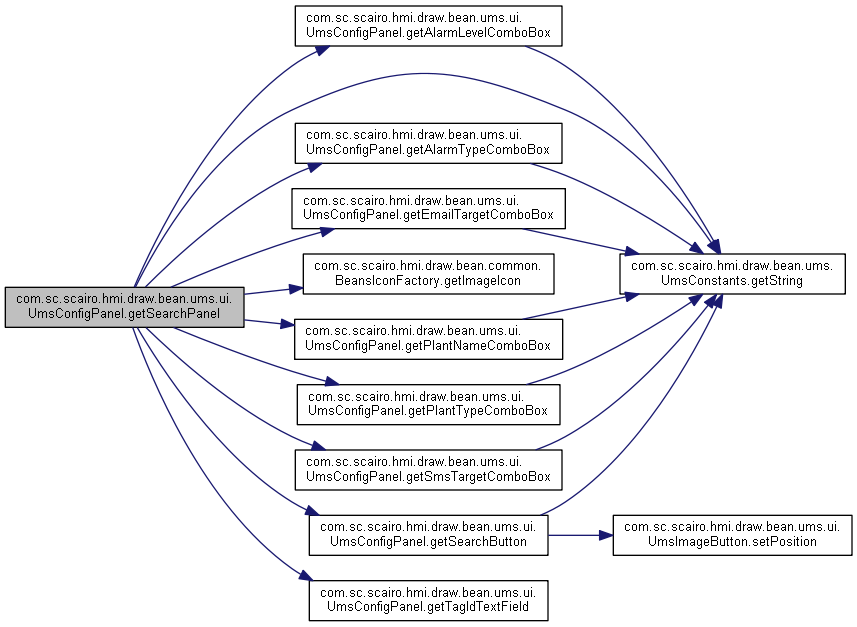 com.sc.scairo.hmi.draw.bean.ums.ui.
UmsConfigPanel.getSearchPanel
com.sc.scairo.hmi.draw.bean.ums.ui.
UmsConfigPanel.getAlarmLevelComboBox
com.sc.scairo.hmi.draw.bean.ums.ui.
UmsConfigPanel.getAlarmTypeComboBox
com.sc.scairo.hmi.draw.bean.ums.ui.
UmsConfigPanel.getEmailTargetComboBox
com.sc.scairo.hmi.draw.bean.common.
BeansIconFactory.getImageIcon
com.sc.scairo.hmi.draw.bean.ums.ui.
UmsConfigPanel.getPlantNameComboBox
com.sc.scairo.hmi.draw.bean.ums.ui.
UmsConfigPanel.getPlantTypeComboBox
com.sc.scairo.hmi.draw.bean.ums.ui.
UmsConfigPanel.getSmsTargetComboBox
com.sc.scairo.hmi.draw.bean.ums.ui.
UmsConfigPanel.getSearchButton
com.sc.scairo.hmi.draw.bean.ums.ui.
UmsConfigPanel.getTagIdTextField
com.sc.scairo.hmi.draw.bean.ums.
UmsConstants.getString
com.sc.scairo.hmi.draw.bean.ums.ui.
UmsImageButton.setPosition